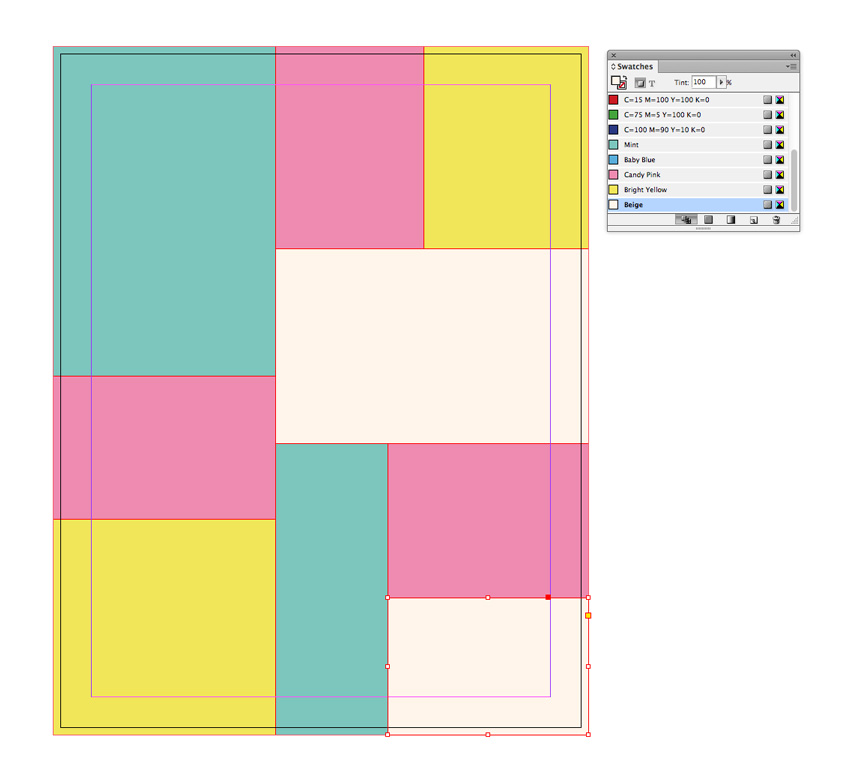 Swatches
T Tint: 100 %
C=15 M=100 Y=100 K=0
C=75 M=5 Y=100 K=0
C=100 M=90 Y=10 K=0
Mint
Baby Blue
Candy Pink
Bright Yellow
Beige